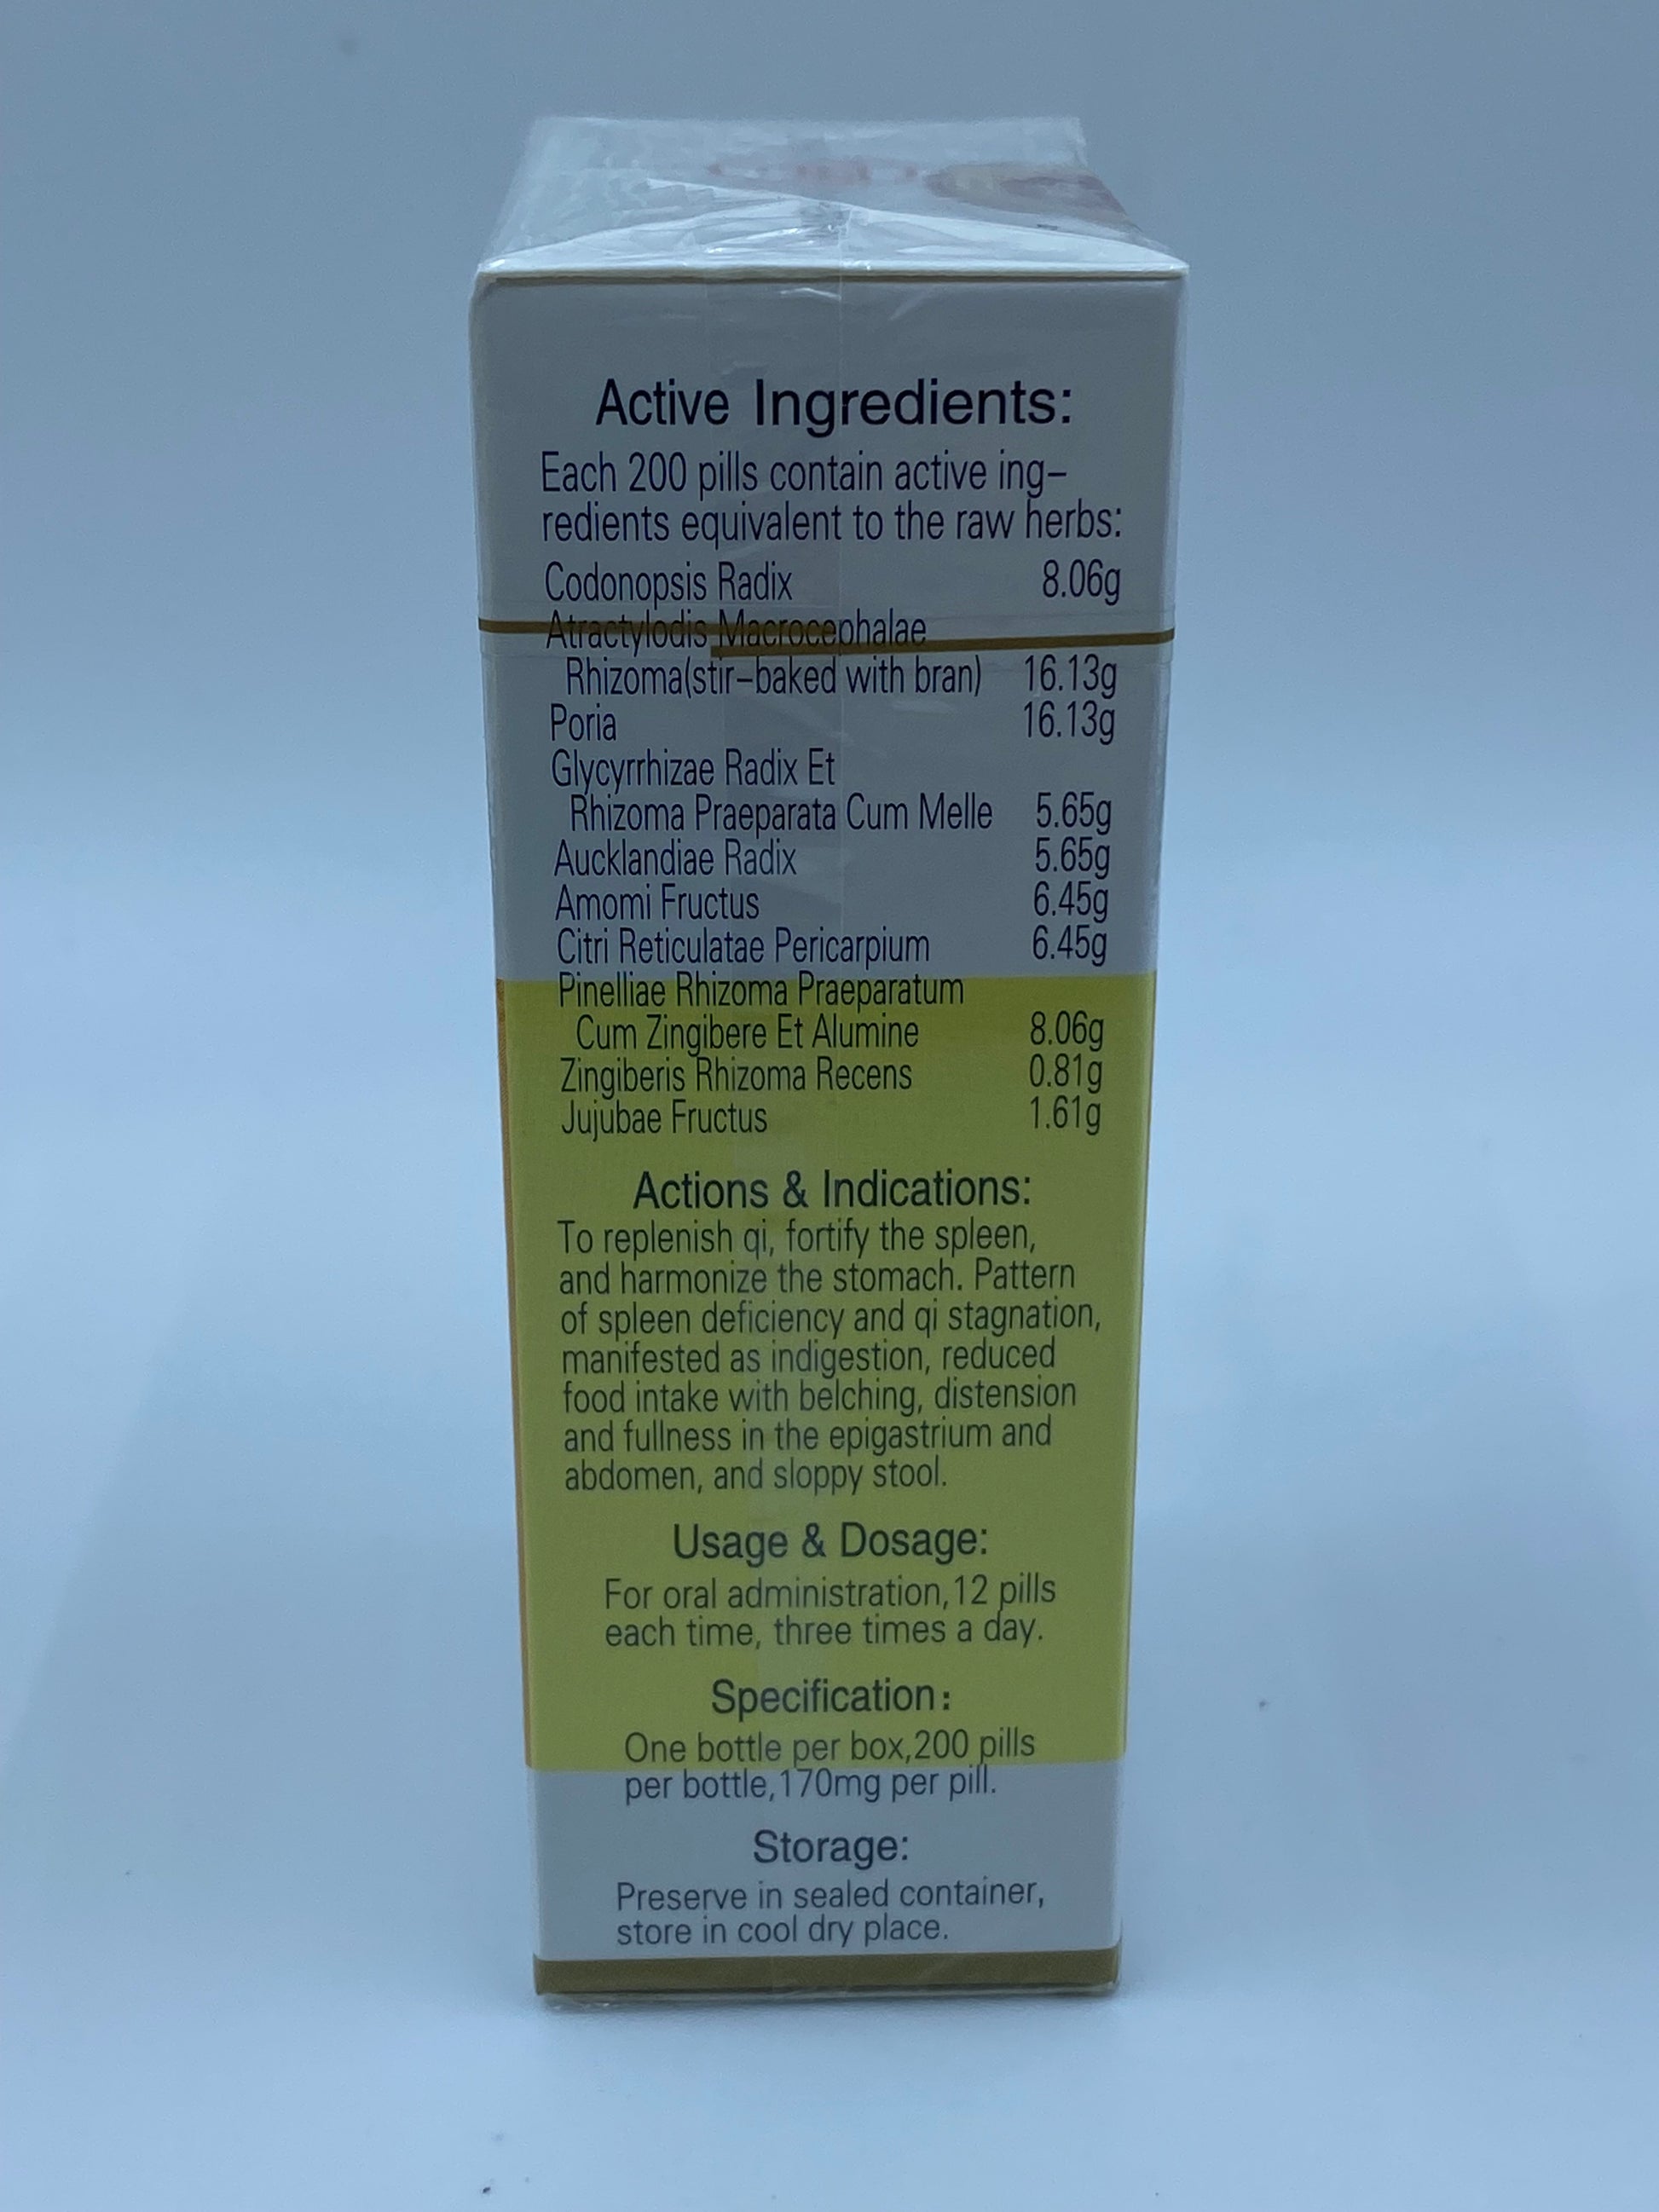 Active Ingredients:
Each 200 pills contain active ing-
redients equivalent to the raw herbs:
Codonopsis Radix 8.06g
Atractylodis Macrocephalae
Rhizoma(stir-baked with bran) 16.13g
Poria 16.13g
Glycyrrhizae Radix Et
Rhizoma Praeparata Cum Melle 5.65g
Aucklandiae Radix 5.65g
Amomi Fructus 6.45g
Citri Reticulatae Pericarpium 6.45g
Pinelliae Rhizoma Praeparatum
Cum Zingibere Et Alumine 8.06g
Zingiberis Rhizoma Recens 0.81g
Jujubae Fructus 1.61g
Actions & Indications:
To replenish qi, fortify the spleen,
and harmonize the stomach. Pattern
of spleen deficiency and qi stagnation,
manifested as indigestion, reduced
food intake with belching, distension
and fullness in the epigastrium and
abdomen, and sloppy stool.
Usage & Dosage:
For oral administration,12 pills
each time, three times a day.
Specification:
One bottle per box,200 pills
per bottle,170mg per pill.
Storage:
Preserve in sealed container,
store in cool dry place.